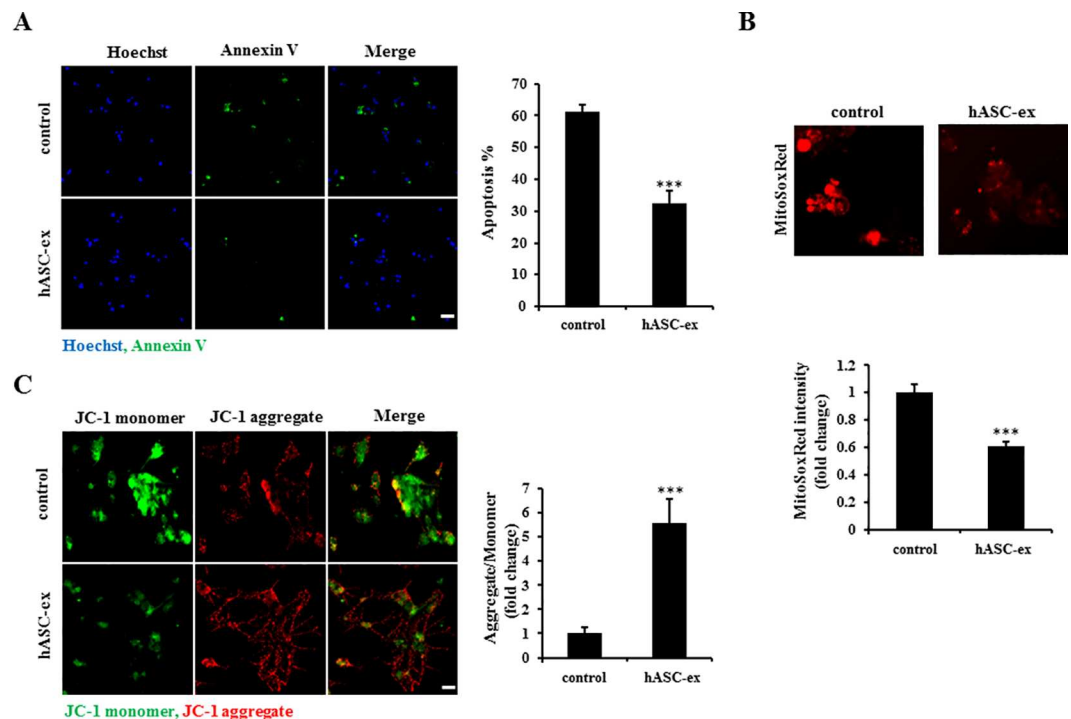 A
B
Hoechst Annexin V Merge
control
hASC-ex
Hoechst, Annexin V
Apoptosis %
70
60
50
40
30
20
10
0
***
control hASC-ex
control hASC-ex
MitoSoxRed
MitoSoxRed intensity
(fold change)
1.2
1
0.8
0.6
0.4
0.2
0
***
control hASC-ex
C
JC-1 monomer JC-1 aggregate Merge
control
hASC-ex
JC-1 monomer, JC-1 aggregate
Aggregate/Monomer
(fold change)
8
7
6
5
4
3
2
1
0
***
control hASC-ex